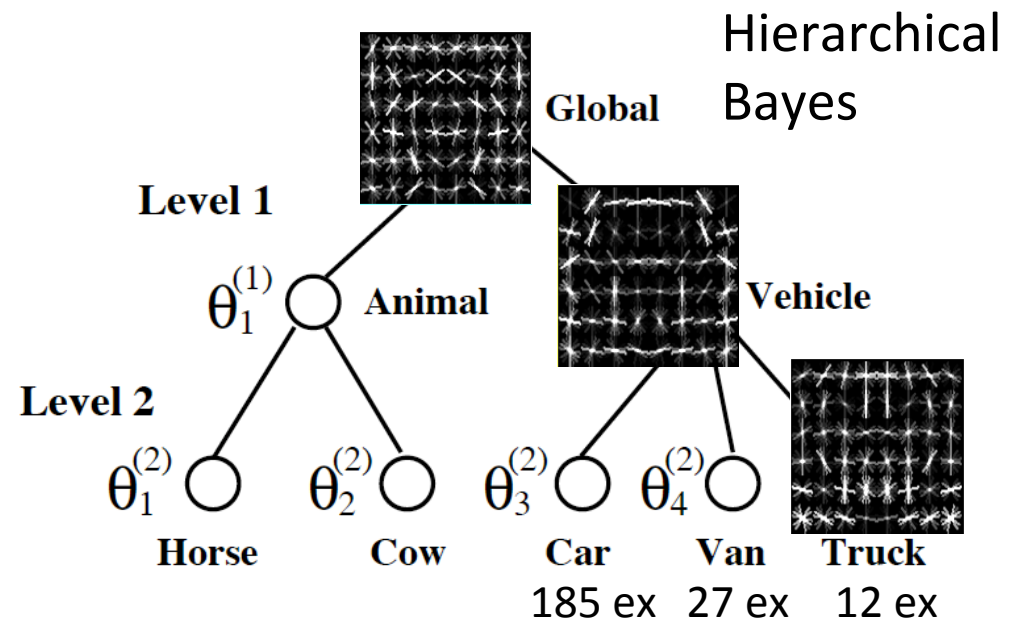 Hierarchical
Bayes
Global
Level 1
θ₁⁽¹⁾
Animal
Vehicle
Level 2
θ₁⁽²⁾ θ₂⁽²⁾ θ₃⁽²⁾ θ₄⁽²⁾
Horse Cow Car Van Truck
185 ex 27 ex 12 ex